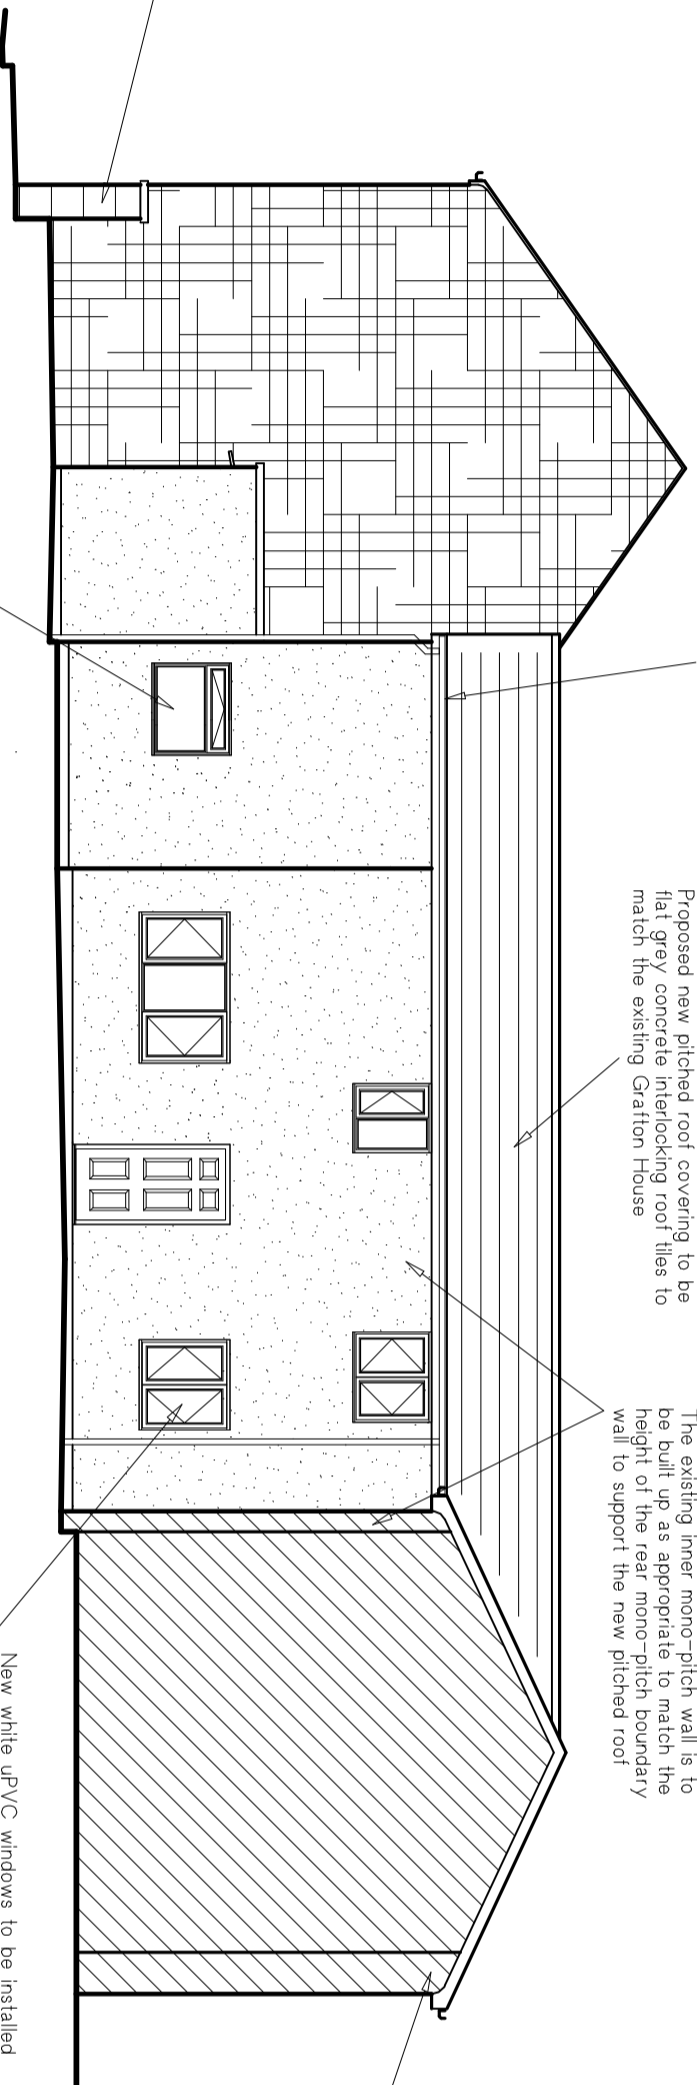 Proposed new pitched roof covering to be
flat grey concrete interlocking roof tiles to
match the existing Grafton House
The existing inner mono-pitch wall is to
be built up as appropriate to match the
height of the rear mono-pitch boundary
wall to support the new pitched roof
New white uPVC windows to be installed